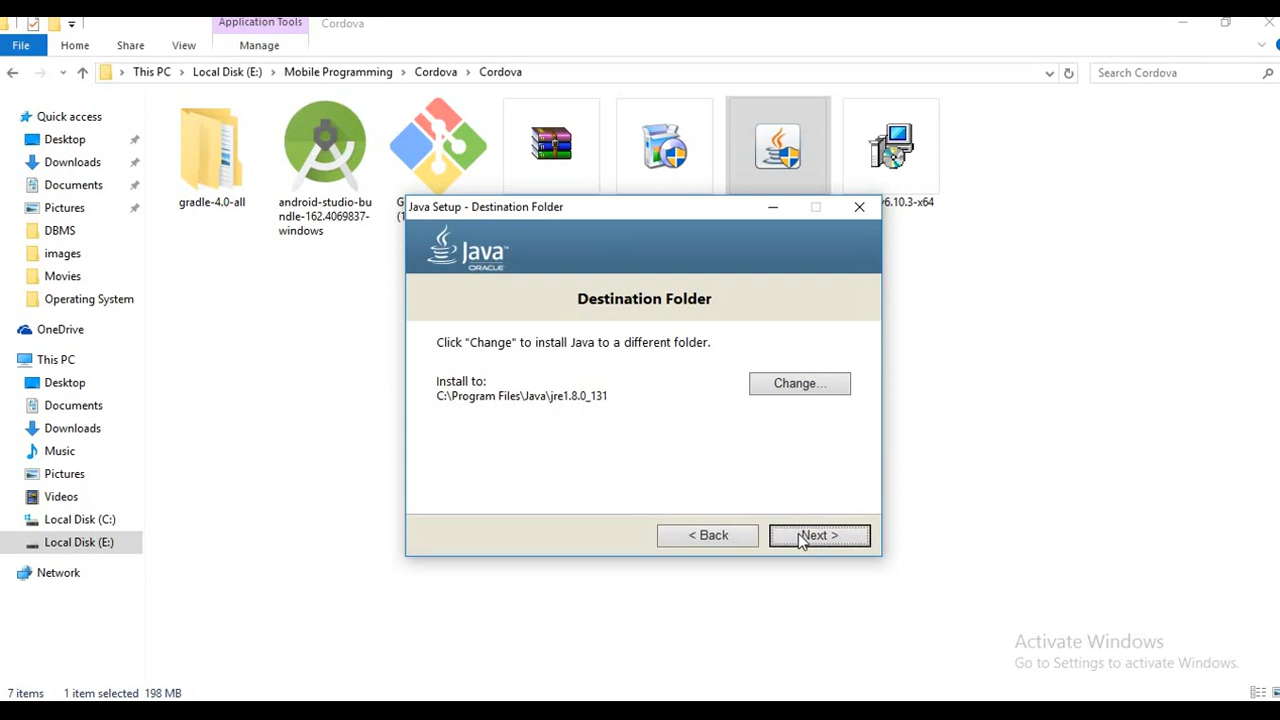 Application Tools
Cordova
File
Home
Share
View
Manage
This PC
Local Disk (E:)
Mobile Programming
Cordova
Cordova
Search Cordova
Quick access
Desktop
Downloads
Documents
Pictures
DBMS
images
Movies
Operating System
OneDrive
This PC
Desktop
Documents
Downloads
Music
Pictures
Videos
Local Disk (C:)
Local Disk (E:)
Network
gradle-4.0-all
android-studio-bu
ndle-162.4069837-
windows
G
(1
v6.10.3-x64
Java Setup - Destination Folder
Java™
ORACLE
Destination Folder
Click "Change" to install Java to a different folder.
Install to:
C:\Program Files\Java\jre1.8.0_131
Change...
< Back
Next >
Activate Windows
Go to Settings to activate Windows.
7 items
1 item selected 198 MB